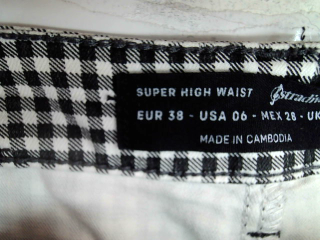 SUPER HIGH WAIST
EUR 38 - USA 06 - MEX 28 - UK
MADE IN CAMBODIA